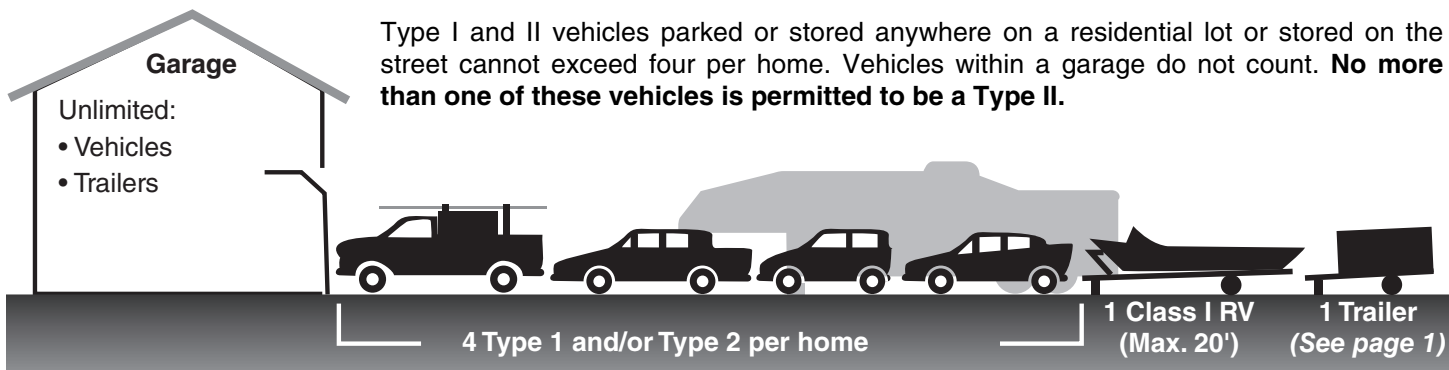 Type I and II vehicles parked or stored anywhere on a residential lot or stored on the
street cannot exceed four per home. Vehicles within a garage do not count. No more
than one of these vehicles is permitted to be a Type II.
Garage
Unlimited:
• Vehicles
• Trailers
4 Type 1 and/or Type 2 per home
1 Class I RV
(Max. 20')
1 Trailer
(See page 1)